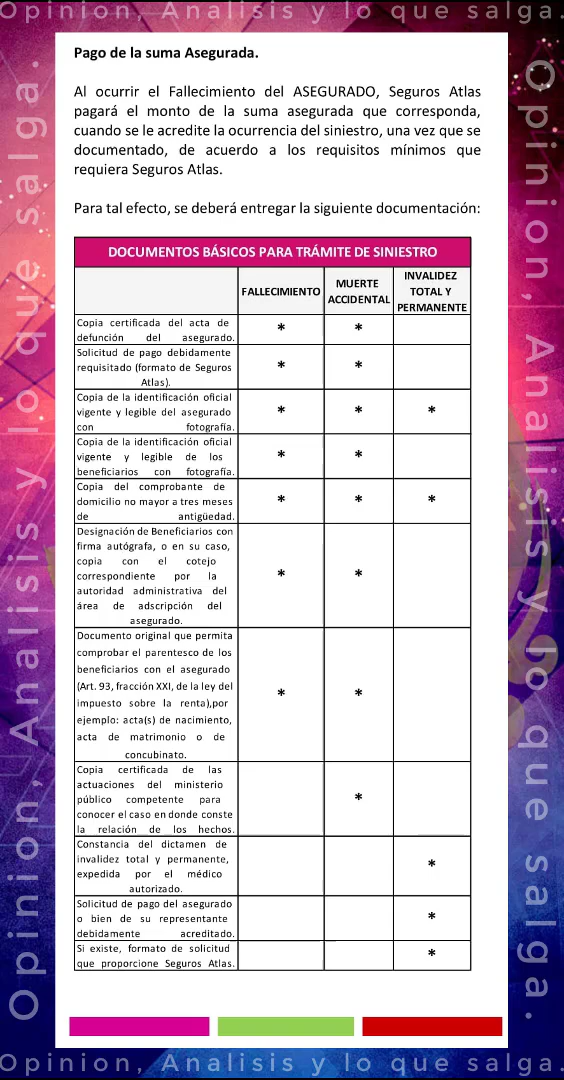 Opinion, Analisis y lo que salga.
Opinion, Analisis y lo que salga.
Opinion, Analisis y lo que salga.
Pago de la suma Asegurada.
Al ocurrir el Fallecimiento del ASEGURADO, Seguros Atlas
pagará el monto de la suma asegurada que corresponda,
cuando se le acredite la ocurrencia del siniestro, una vez que se
documentado, de acuerdo a los requisitos mínimos que
requiera Seguros Atlas.
Para tal efecto, se deberá entregar la siguiente documentación:
DOCUMENTOS BÁSICOS PARA TRÁMITE DE SINIESTRO
FALLECIMIENTO
MUERTE
ACCIDENTAL
INVALIDEZ
TOTAL Y
PERMANENTE
Copia certificada del acta de
defunción del asegurado.
* *
Solicitud de pago debidamente
requisitado (formato de Seguros
Atlas).
* *
Copia de la identificación oficial
vigente y legible del asegurado
con fotografía.
* * *
Copia de la identificación oficial
vigente y legible de los
beneficiarios con fotografía.
* *
Copia del comprobante de
domicilio no mayor a tres meses
de antigüedad.
* * *
Designación de Beneficiarios con
firma autógrafa, o en su caso,
copia con el cotejo
correspondiente por la
autoridad administrativa del
área de adscripción del
asegurado.
* *
Documento original que permita
comprobar el parentesco de los
beneficiarios con el asegurado
(Art. 93, fracción XXI, de la ley del
impuesto sobre la renta),por
ejemplo: acta(s) de nacimiento,
acta de matrimonio o de
concubinato.
* *
Copia certificada de las
actuaciones del ministerio
público competente para
conocer el caso en donde conste
la relación de los hechos.
*
Constancia del dictamen de
invalidez total y permanente,
expedida por el médico
autorizado.
*
Solicitud de pago del asegurado
o bien de su representante
debidamente acreditado.
*
Si existe, formato de solicitud
que proporcione Seguros Atlas.
*
Opinion, Analisis y lo que salga.